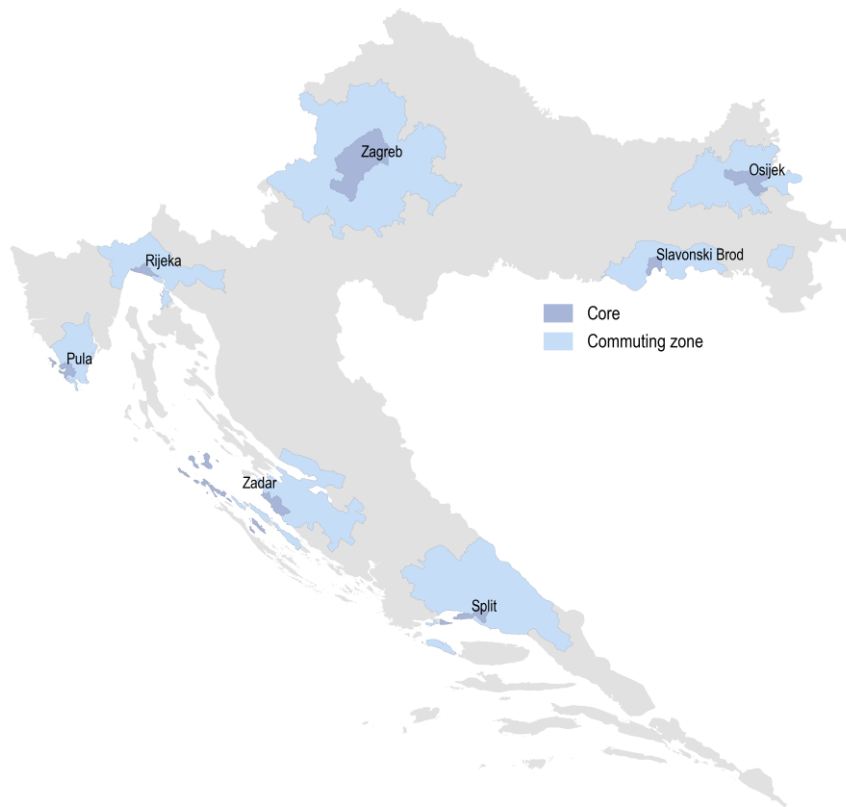 Zagreb
Osijek
Slavonski Brod
Rijeka
Core
Commuting zone
Pula
Zadar
Split